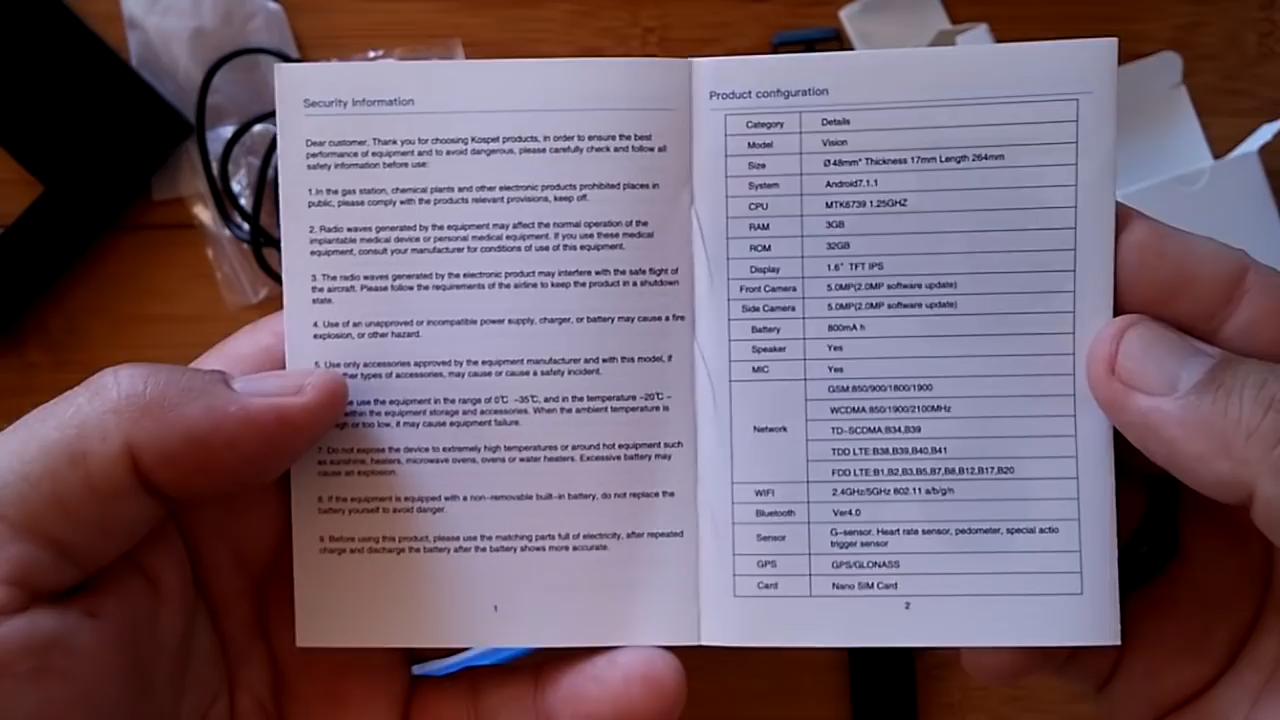 Security Information
Dear customer, Thank you for choosing Kospet products, in order to ensure the best
performance of equipment and to avoid dangerous, please carefully check and follow all
safety information before use:
1.In the gas station, chemical plants and other electronic products prohibited places in
public, please comply with the products relevant provisions, keep off.
2. Radio waves generated by the equipment may affect the normal operation of the
implantable medical device or personal medical equipment. If you use these medical
equipment, consult your manufacturer for conditions of use of this equipment.
3. The radio waves generated by the electronic product may interfere with the safe flight of
the aircraft. Please follow the requirements of the airline to keep the product in a shutdown
state.
4. Use of an unapproved or incompatible power supply, charger, or battery may cause a fire
explosion, or other hazard.
5. Use only accessories approved by the equipment manufacturer and with this model, if
types of accessories, may cause or cause a safety incident.
use the equipment in the range of 0℃ -35℃, and in the temperature -20℃ -
within the equipment storage and accessories. When the ambient temperature is
or too low, it may cause equipment failure.
7. Do not expose the device to extremely high temperatures or around hot equipment such
as sunshine, heaters, microwave ovens, ovens or water heaters. Excessive battery may
cause an explosion.
8. If the equipment is equipped with a non-removable built-in battery, do not replace the
battery yourself to avoid danger.
9. Before using this product, please use the matching parts full of electricity, after repeated
charge and discharge the battery after the battery shows more accurate.
1
Product configuration
Category Details
Model Vision
Size Ø48mm* Thickness 17mm Length 264mm
System Android7.1.1
CPU MTK6739 1.25GHZ
RAM 3GB
ROM 32GB
Display 1.6" TFT IPS
Front Camera 5.0MP(2.0MP software update)
Side Camera 5.0MP(2.0MP software update)
Battery 800mA h
Speaker Yes
MIC Yes
Network
GSM:850/900/1800/1900
WCDMA:850/1900/2100MHz
TD-SCDMA:B34,B39
TDD LTE:B38,B39,B40,B41
FDD LTE:B1,B2,B3,B5,B7,B8,B12,B17,B20
WIFI 2.4GHz/5GHz 802.11 a/b/g/n
Bluetooth Ver4.0
Sensor G-sensor, Heart rate sensor, pedometer, special actio
trigger sensor
GPS GPS/GLONASS
Card Nano SIM Card
2